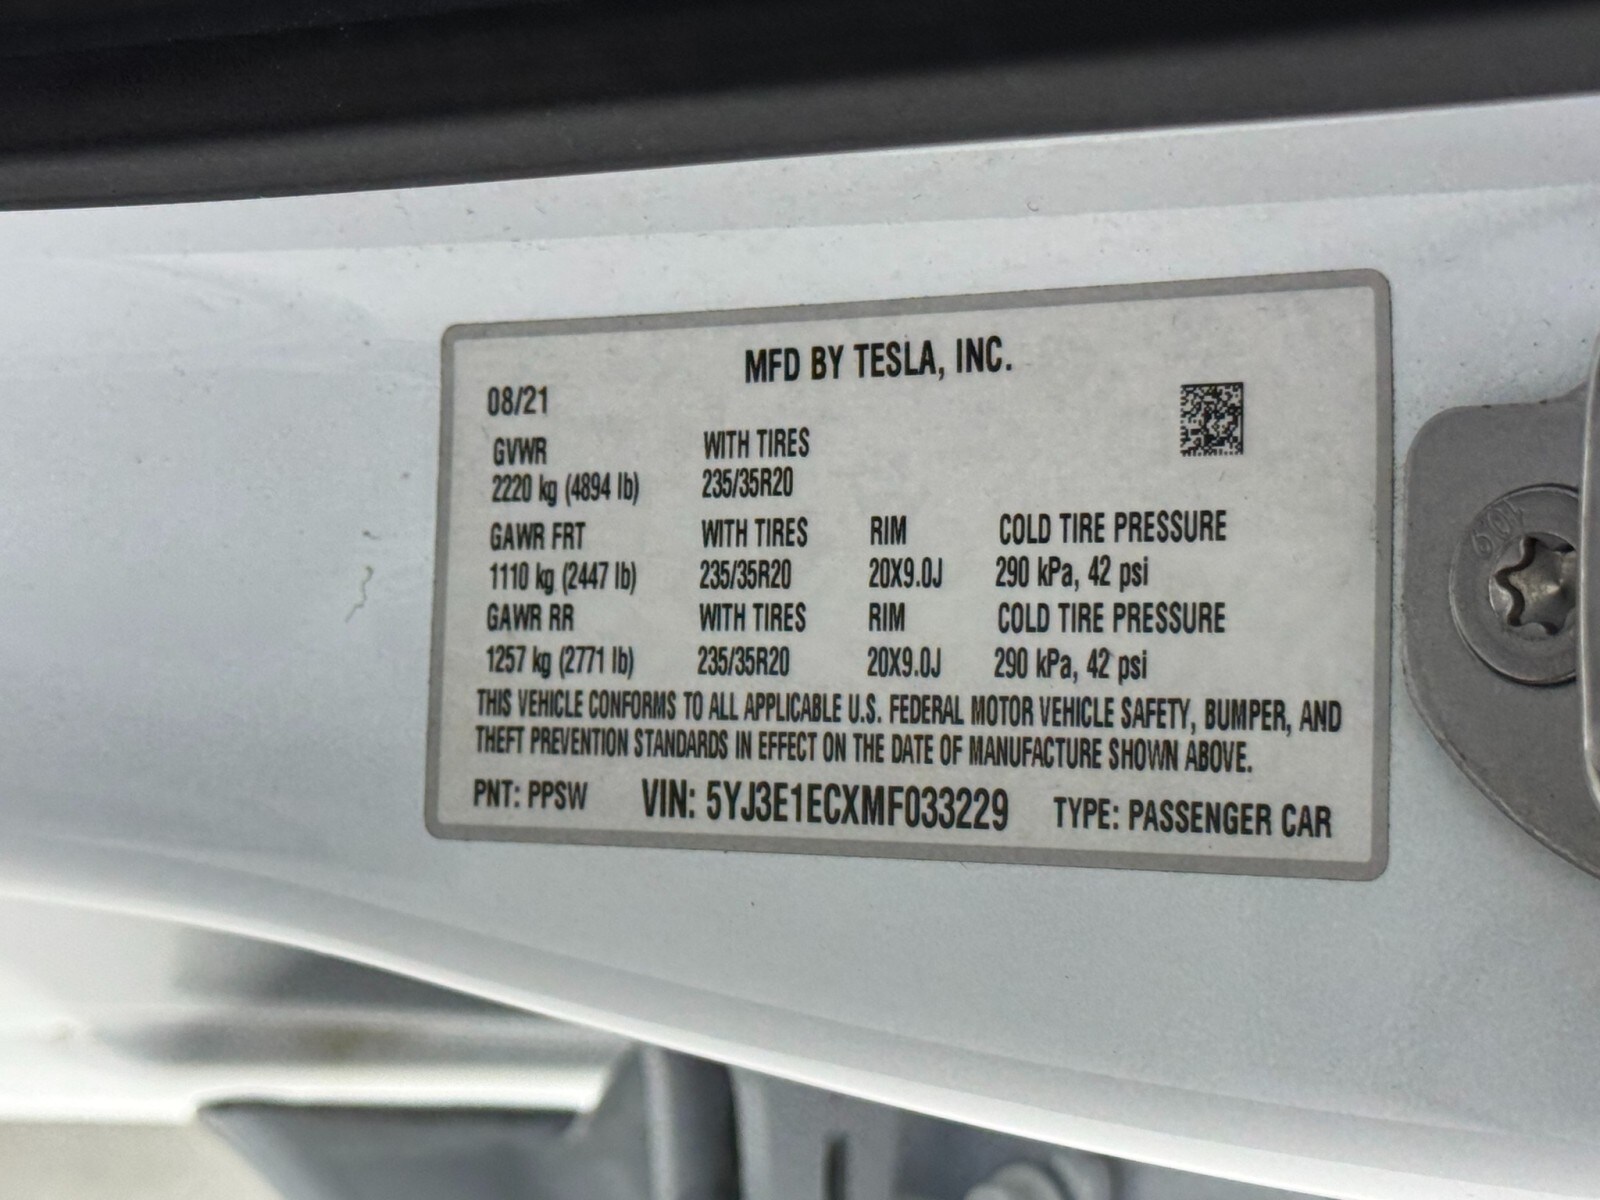 MFD BY TESLA, INC.
08/21
GVWR WITH TIRES
2220 kg (4894 lb) 235/35R20
GAWR FRT WITH TIRES RIM COLD TIRE PRESSURE
1110 kg (2447 lb) 235/35R20 20X9.0J 290 kPa, 42 psi
GAWR RR WITH TIRES RIM COLD TIRE PRESSURE
1257 kg (2771 lb) 235/35R20 20X9.0J 290 kPa, 42 psi
THIS VEHICLE CONFORMS TO ALL APPLICABLE U.S. FEDERAL MOTOR VEHICLE SAFETY, BUMPER, AND
THEFT PREVENTION STANDARDS IN EFFECT ON THE DATE OF MANUFACTURE SHOWN ABOVE.
PNT: PPSW VIN: 5YJ3E1ECXMF033229 TYPE: PASSENGER CAR